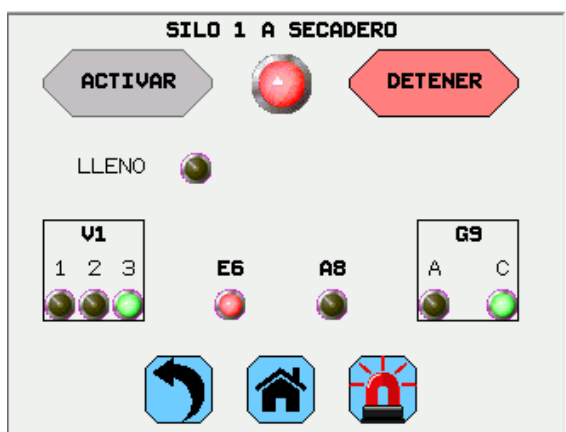 SILO 1 A SECADERO
ACTIVAR DETENER
LLENO
V1 G9
1 2 3 E6 A8 A C